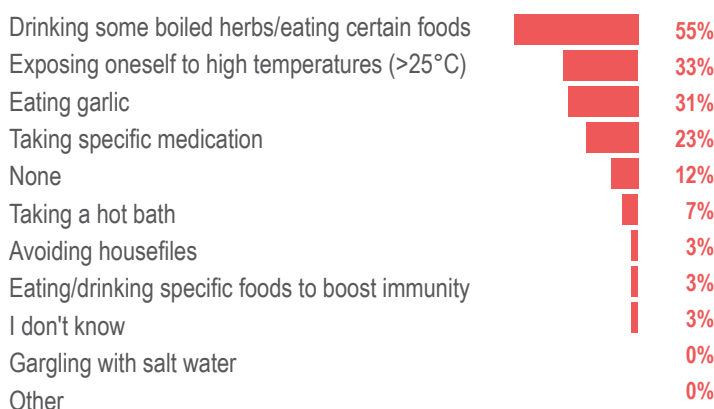 Drinking some boiled herbs/eating certain foods 55%
Exposing oneself to high temperatures (>25°C) 33%
Eating garlic 31%
Taking specific medication 23%
None 12%
Taking a hot bath 7%
Avoiding housefiles 3%
Eating/drinking specific foods to boost immunity 3%
I don't know 3%
Gargling with salt water 0%
Other 0%